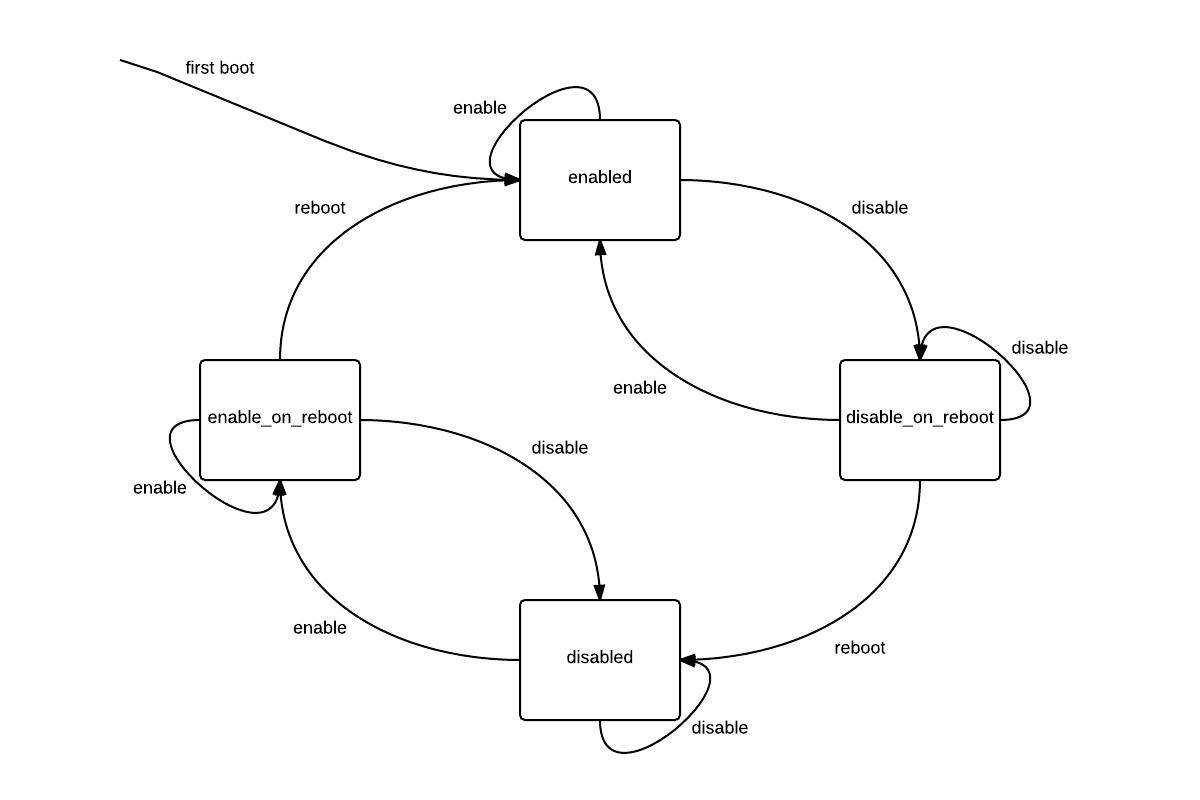 first boot
enable
enabled
reboot
disable
disable
enable
enable_on_reboot
disable_on_reboot
disable
enable
enable
disabled
reboot
disable